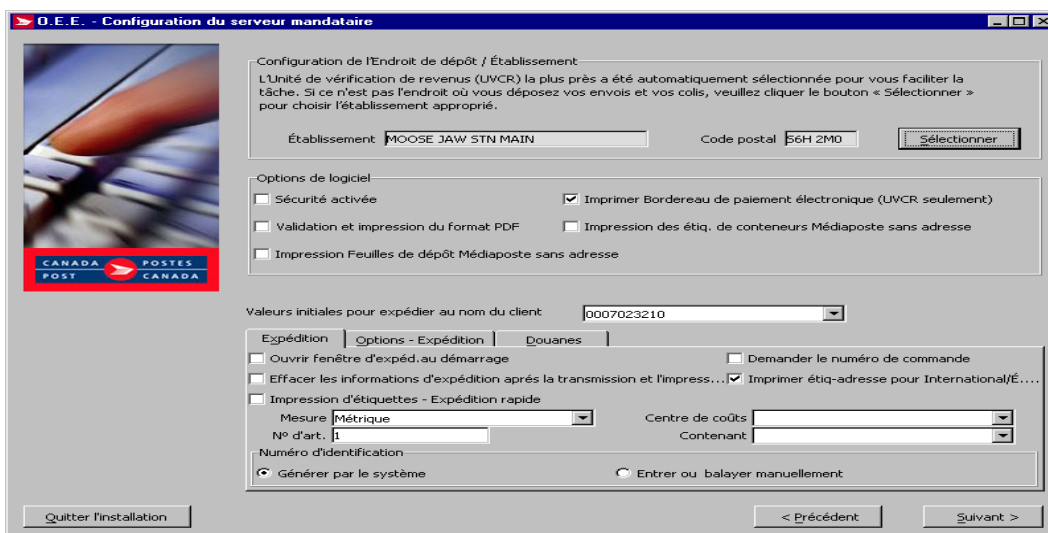 O.E.E. - Configuration du serveur mandataire
Configuration de l'Endroit de dépôt / Établissement
L'Unité de vérification de revenus (UVCR) la plus près a été automatiquement sélectionnée pour vous faciliter la
tâche. Si ce n'est pas l'endroit où vous déposez vos envois et vos colis, veuillez cliquer le bouton « Sélectionner »
pour choisir l'établissement approprié.
Établissement MOOSE JAW STN MAIN Code postal S6H 2M0 Sélectionner
Options de logiciel
Sécurité activée Imprimer Bordereau de paiement électronique (UVCR seulement)
Validation et impression du format PDF Impression des étiq. de conteneurs Médiaposte sans adresse
Impression Feuilles de dépôt Médiaposte sans adresse
CANADA POSTES
POST CANADA
Valeurs initiales pour expédier au nom du client 0007023210
Expédition Options - Expédition Douanes
Ouvrir fenêtre d'expéd.au démarrage Demander le numéro de commande
Effacer les informations d'expédition aprés la transmission et l'impress... Imprimer étiq-adresse pour International/É....
Impression d'étiquettes - Expédition rapide
Mesure Métrique Centre de coûts
Nº d'art. 1 Contenant
Numéro d'identification
Générer par le système Entrer ou balayer manuellement
Quitter l'installation < Précédent Suivant >